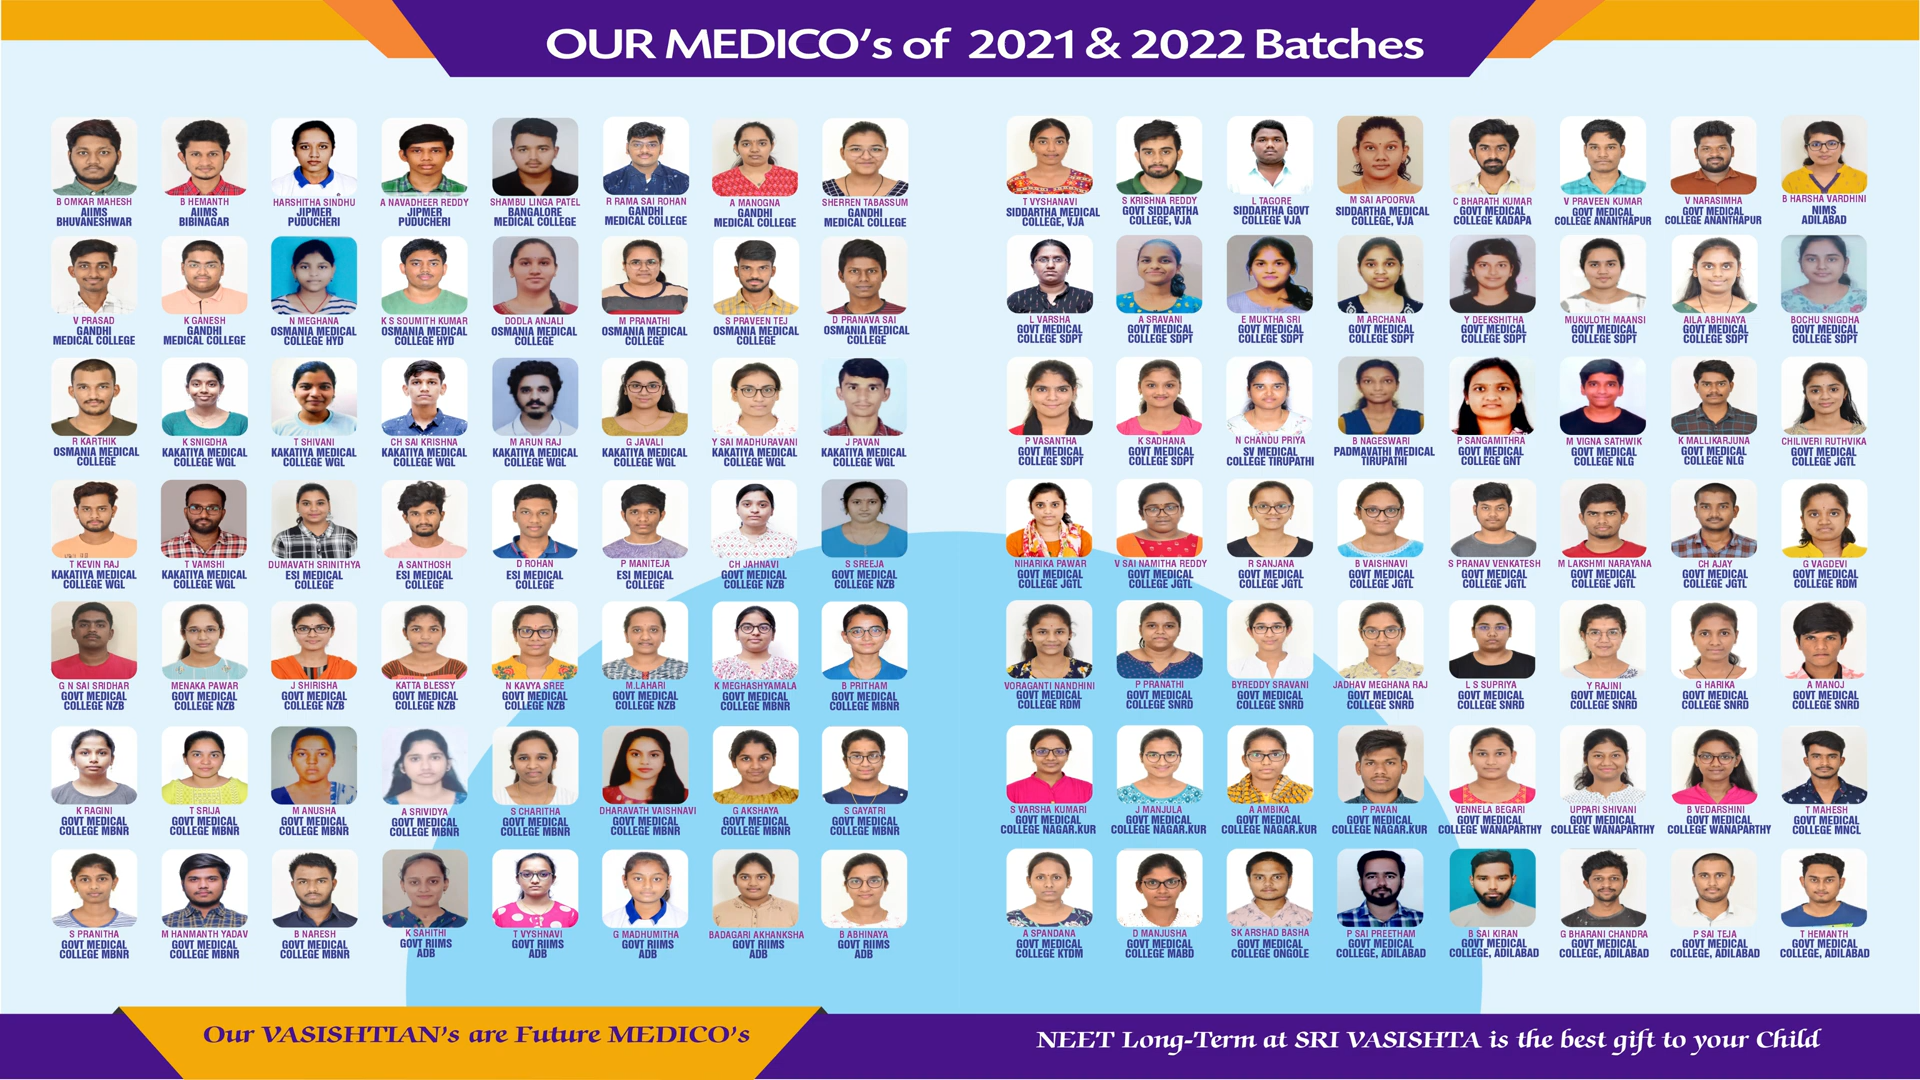 OUR MEDICO's of 2021 & 2022 Batches
B OMKAR MAHESH
AIIMS
BHUVANESHWAR
B HEMANTH
AIIMS
BIBINAGAR
HARSHITHA SINDHU
JIPMER
PUDUCHERI
A NAVADHEER REDDY
JIPMER
PUDUCHERI
SHAMBU LINGA PATEL
BANGALORE
MEDICAL COLLEGE
R RAMA SAI ROHAN
GANDHI
MEDICAL COLLEGE
A MANOGNA
GANDHI
MEDICAL COLLEGE
SHERREN TABASSUM
GANDHI
MEDICAL COLLEGE
V PRASAD
GANDHI
MEDICAL COLLEGE
K GANESH
GANDHI
MEDICAL COLLEGE
N MEGHANA
OSMANIA MEDICAL
COLLEGE HYD
K S SOUMITH KUMAR
OSMANIA MEDICAL
COLLEGE HYD
DODLA ANJALI
OSMANIA MEDICAL
COLLEGE
M PRANATHI
OSMANIA MEDICAL
COLLEGE
S PRAVEEN TEJ
OSMANIA MEDICAL
COLLEGE
D PRANAVA SAI
OSMANIA MEDICAL
COLLEGE
R KARTHIK
OSMANIA MEDICAL
COLLEGE
K SNIGDHA
KAKATIYA MEDICAL
COLLEGE WGL
T SHIVANI
KAKATIYA MEDICAL
COLLEGE WGL
CH SAI KRISHNA
KAKATIYA MEDICAL
COLLEGE WGL
M ARUN RAJ
KAKATIYA MEDICAL
COLLEGE WGL
G JAVALI
KAKATIYA MEDICAL
COLLEGE WGL
Y SAI MADHURAVANI
KAKATIYA MEDICAL
COLLEGE WGL
J PAVAN
KAKATIYA MEDICAL
COLLEGE WGL
T KEVIN RAJ
KAKATIYA MEDICAL
COLLEGE WGL
T VAMSHI
KAKATIYA MEDICAL
COLLEGE WGL
DUMAVATH SRINITHYA
ESI MEDICAL
COLLEGE
A SANTHOSH
ESI MEDICAL
COLLEGE
D ROHAN
ESI MEDICAL
COLLEGE
P MANITEJA
ESI MEDICAL
COLLEGE
CH JAHNAVI
GOVT MEDICAL
COLLEGE NZB
S SREEJA
GOVT MEDICAL
COLLEGE NZB
G N SAI SRIDHAR
GOVT MEDICAL
COLLEGE NZB
MENAKA PAWAR
GOVT MEDICAL
COLLEGE NZB
J SHIRISHA
GOVT MEDICAL
COLLEGE NZB
KATTA BLESSY
GOVT MEDICAL
COLLEGE NZB
N KAVYA SREE
GOVT MEDICAL
COLLEGE NZB
M.LAHARI
GOVT MEDICAL
COLLEGE NZB
K MEGHASHYAMALA
GOVT MEDICAL
COLLEGE MBNR
B PRITHAM
GOVT MEDICAL
COLLEGE MBNR
K RAGINI
GOVT MEDICAL
COLLEGE MBNR
T SRIJA
GOVT MEDICAL
COLLEGE MBNR
M ANUSHA
GOVT MEDICAL
COLLEGE MBNR
A SRIVIDYA
GOVT MEDICAL
COLLEGE MBNR
S CHARITHA
GOVT MEDICAL
COLLEGE MBNR
DHARAVATH VAISHNAVI
GOVT MEDICAL
COLLEGE MBNR
G AKSHAYA
GOVT MEDICAL
COLLEGE MBNR
S GAYATRI
GOVT MEDICAL
COLLEGE MBNR
S PRANITHA
GOVT MEDICAL
COLLEGE MBNR
M HANMANTH YADAV
GOVT MEDICAL
COLLEGE MBNR
B NARESH
GOVT MEDICAL
COLLEGE MBNR
K SAHITHI
GOVT RIIMS
ADB
T VYSHNAVI
GOVT RIIMS
ADB
G MADHUMITHA
GOVT RIIMS
ADB
BADAGARI AKHANKSHA
GOVT RIIMS
ADB
B ABHINAYA
GOVT RIIMS
ADB
T VYSHANAVI
SIDDARTHA MEDICAL
COLLEGE, VJA
S KRISHNA REDDY
GOVT SIDDARTHA
COLLEGE, VJA
L TAGORE
SIDDARTHA GOVT
COLLEGE VJA
M SAI APOORVA
SIDDARTHA MEDICAL
COLLEGE, VJA
C BHARATH KUMAR
GOVT MEDICAL
COLLEGE KADAPA
V PRAVEEN KUMAR
GOVT MEDICAL
COLLEGE ANANTHAPUR
V NARASIMHA
GOVT MEDICAL
COLLEGE ANANTHAPUR
B HARSHA VARDHINI
NIMS
ADILABAD
L VARSHA
GOVT MEDICAL
COLLEGE SDPT
A SRAVANI
GOVT MEDICAL
COLLEGE SDPT
E MUKTHA SRI
GOVT MEDICAL
COLLEGE SDPT
M ARCHANA
GOVT MEDICAL
COLLEGE SDPT
Y DEEKSHITHA
GOVT MEDICAL
COLLEGE SDPT
MUKULOTH MAANSI
GOVT MEDICAL
COLLEGE SDPT
AILA ABHINAYA
GOVT MEDICAL
COLLEGE SDPT
BOCHU SNIGDHA
GOVT MEDICAL
COLLEGE SDPT
P VASANTHA
GOVT MEDICAL
COLLEGE SDPT
K SADHANA
GOVT MEDICAL
COLLEGE SDPT
N CHANDU PRIYA
SV MEDICAL
COLLEGE TIRUPATHI
B NAGESWARI
PADMAVATHI MEDICAL
TIRUPATHI
P SANGAMITHRA
GOVT MEDICAL
COLLEGE GNT
M VIGNA SATHWIK
GOVT MEDICAL
COLLEGE NLG
K MALLIKARJUNA
GOVT MEDICAL
COLLEGE NLG
CHILIVERI RUTHVIKA
GOVT MEDICAL
COLLEGE JGTL
NIHARIKA PAWAR
GOVT MEDICAL
COLLEGE JGTL
V SAI NAMITHA REDDY
GOVT MEDICAL
COLLEGE JGTL
R SANJANA
GOVT MEDICAL
COLLEGE JGTL
B VAISHNAVI
GOVT MEDICAL
COLLEGE JGTL
S PRANAV VENKATESH
GOVT MEDICAL
COLLEGE JGTL
M LAKSHMI NARAYANA
GOVT MEDICAL
COLLEGE JGTL
CH AJAY
GOVT MEDICAL
COLLEGE JGTL
G VAGDEVI
GOVT MEDICAL
COLLEGE RDM
VORAGANTI NANDHINI
GOVT MEDICAL
COLLEGE RDM
P PRANATHI
GOVT MEDICAL
COLLEGE SNRD
BYREDDY SRAVANI
GOVT MEDICAL
COLLEGE SNRD
JADHAV MEGHANA RAJ
GOVT MEDICAL
COLLEGE SNRD
L S SUPRIYA
GOVT MEDICAL
COLLEGE SNRD
Y RAJINI
GOVT MEDICAL
COLLEGE SNRD
G HARIKA
GOVT MEDICAL
COLLEGE SNRD
A MANOJ
GOVT MEDICAL
COLLEGE SNRD
S VARSHA KUMARI
GOVT MEDICAL
COLLEGE NAGAR.KUR
J MANJULA
GOVT MEDICAL
COLLEGE NAGAR.KUR
A AMBIKA
GOVT MEDICAL
COLLEGE NAGAR.KUR
P PAVAN
GOVT MEDICAL
COLLEGE NAGAR.KUR
VENNELA BEGARI
GOVT MEDICAL
COLLEGE WANAPARTHY
UPPARI SHIVANI
GOVT MEDICAL
COLLEGE WANAPARTHY
B VEDARSHINI
GOVT MEDICAL
COLLEGE WANAPARTHY
T MAHESH
GOVT MEDICAL
COLLEGE MNCL
A SPANDANA
GOVT MEDICAL
COLLEGE KTDM
D MANJUSHA
GOVT MEDICAL
COLLEGE MABD
SK ARSHAD BASHA
GOVT MEDICAL
COLLEGE ONGOLE
P SAI PREETHAM
GOVT MEDICAL
COLLEGE, ADILABAD
B SAI KIRAN
GOVT MEDICAL
COLLEGE, ADILABAD
G BHARANI CHANDRA
GOVT MEDICAL
COLLEGE, ADILABAD
P SAI TEJA
GOVT MEDICAL
COLLEGE, ADILABAD
T HEMANTH
GOVT MEDICAL
COLLEGE, ADILABAD
Our VASISHTIAN's are Future MEDICO's
NEET Long-Term at SRI VASISHTA is the best gift to your Child